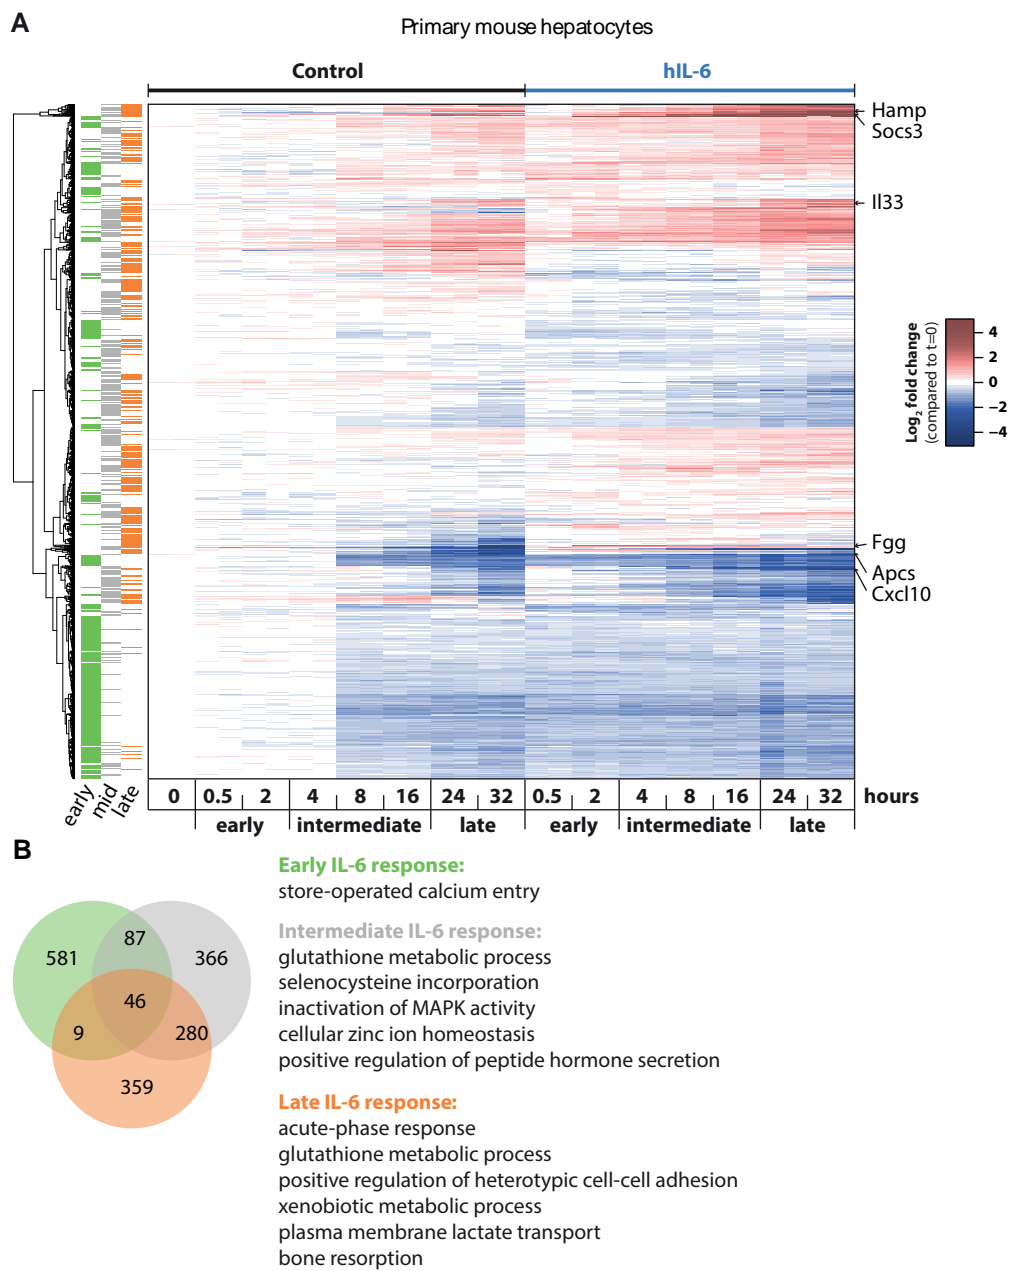 A
Primary mouse hepatocytes
Control
hIL-6
Hamp
Socs3
Il33
Log2 fold change
(compared to t=0)
4
2
0
−2
−4
Fgg
Apcs
Cxcl10
early
mid
late
0 0.5 2 4 8 16 24 32 0.5 2 4 8 16 24 32 hours
early intermediate late early intermediate late
B
581
87
366
46
9
280
359
Early IL-6 response:
store-operated calcium entry
Intermediate IL-6 response:
glutathione metabolic process
selenocysteine incorporation
inactivation of MAPK activity
cellular zinc ion homeostasis
positive regulation of peptide hormone secretion
Late IL-6 response:
acute-phase response
glutathione metabolic process
positive regulation of heterotypic cell-cell adhesion
xenobiotic metabolic process
plasma membrane lactate transport
bone resorption